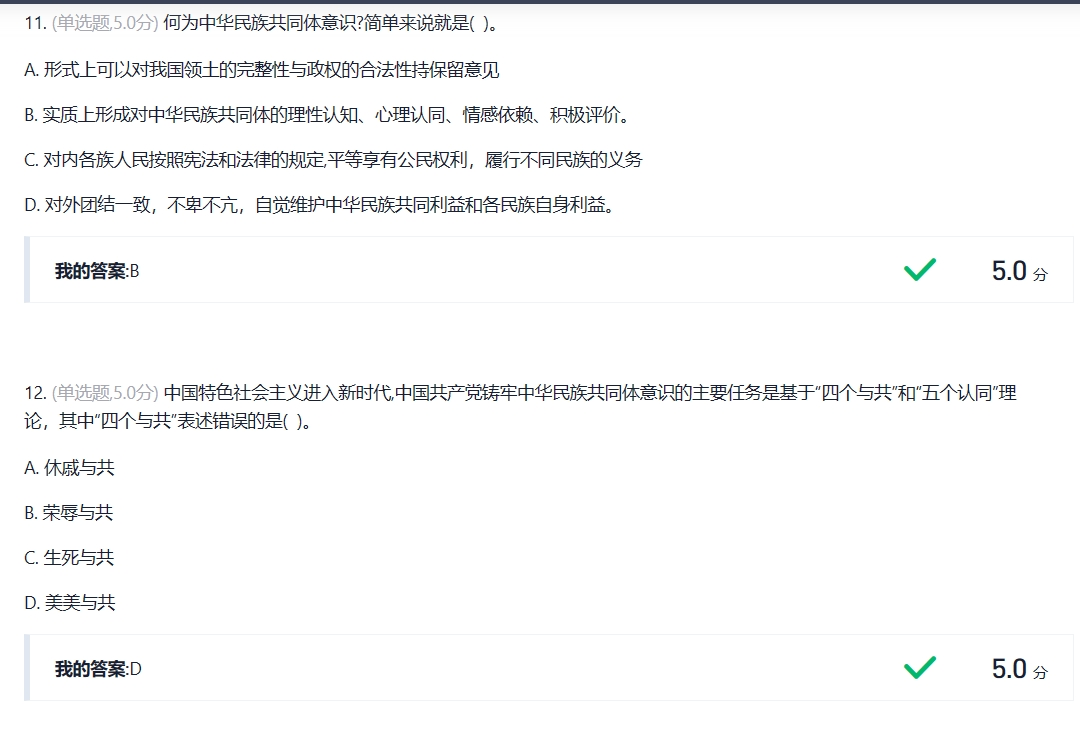 11. (单选题,5.0分) 何为中华民族共同体意识?简单来说就是( )。
A. 形式上可以对我国领土的完整性与政权的合法性持保留意见
B. 实质上形成对中华民族共同体的理性认知、心理认同、情感依赖、积极评价。
C. 对内各族人民按照宪法和法律的规定,平等享有公民权利，履行不同民族的义务
D. 对外团结一致，不卑不亢，自觉维护中华民族共同利益和各民族自身利益。
我的答案:B
5.0 分
12. (单选题,5.0分) 中国特色社会主义进入新时代,中国共产党铸牢中华民族共同体意识的主要任务是基于“四个与共”和“五个认同”理
论，其中“四个与共”表述错误的是( )。
A. 休戚与共
B. 荣辱与共
C. 生死与共
D. 美美与共
我的答案:D
5.0 分